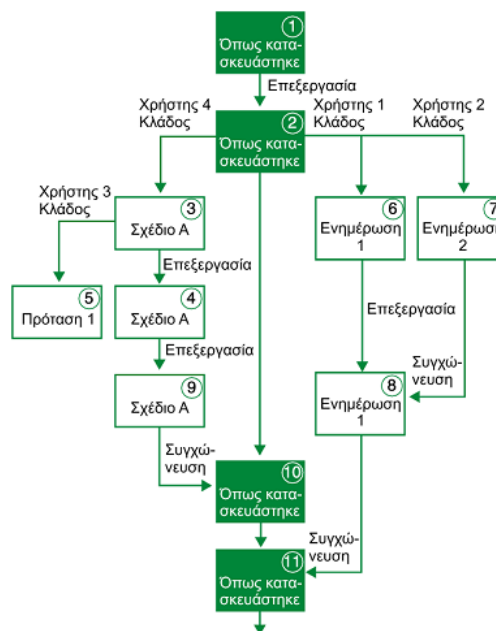 1
Όπως κατα-
σκευάστηκε
Επεξεργασία
Χρήστης 4
Κλάδος
2
Όπως κατα-
σκευάστηκε
Χρήστης 1
Κλάδος
Χρήστης 2
Κλάδος
Χρήστης 3
Κλάδος
3
Σχέδιο Α
6
Ενημέρωση
1
7
Ενημέρωση
2
Επεξεργασία
5
Πρόταση 1
4
Σχέδιο Α
Επεξεργασία
Επεξεργασία
9
Σχέδιο Α
8
Ενημέρωση
1
Συγχώ-
νευση
Συγχώ-
νευση
10
Όπως κατα-
σκευάστηκε
Συγχώ-
νευση
11
Όπως κατα-
σκευάστηκε